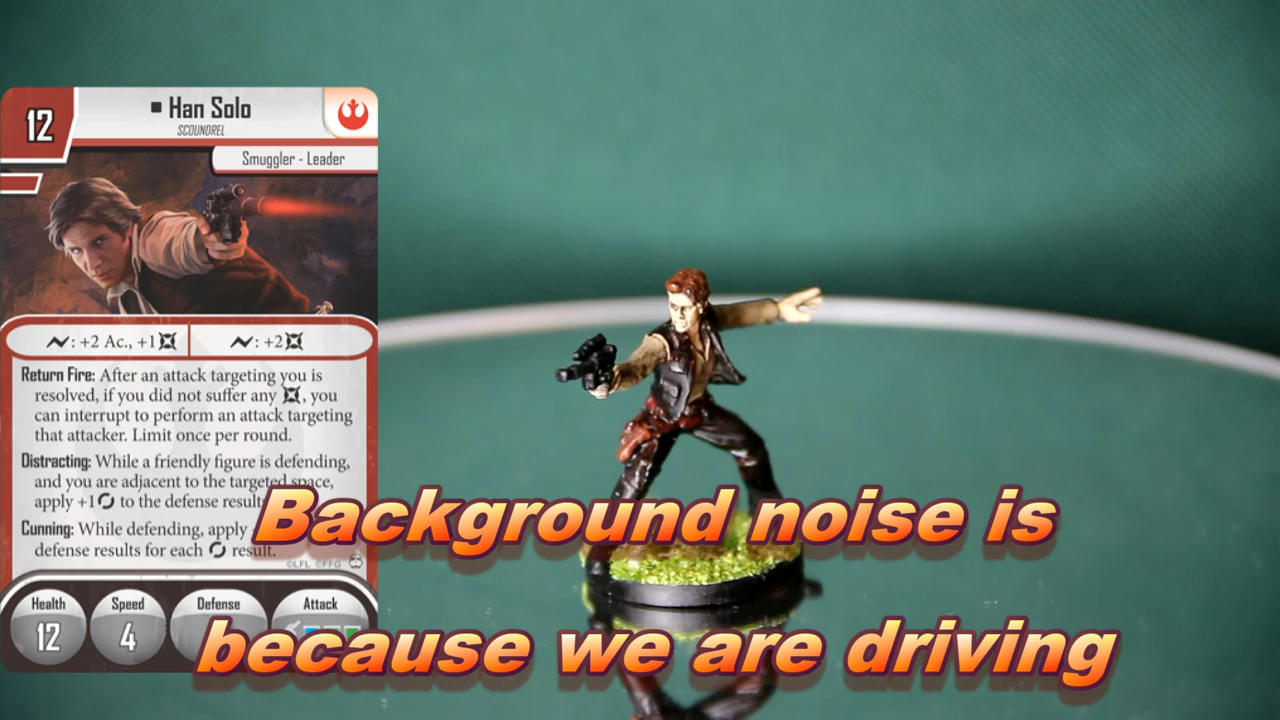 12
Han Solo
SCOUNDREL
Smuggler - Leader
: +2 Ac., +1
: +2
Return Fire: After an attack targeting you is
resolved, if you did not suffer any , you
can interrupt to perform an attack targeting
that attacker. Limit once per round.
Distracting: While a friendly figure is defending,
and you are adjacent to the targeted space,
apply +1 to the defense result
Cunning: While defending, apply
defense results for each result.
©LFL ©FFG
Health
Speed
Defense
Attack
12
4
Background noise is
because we are driving